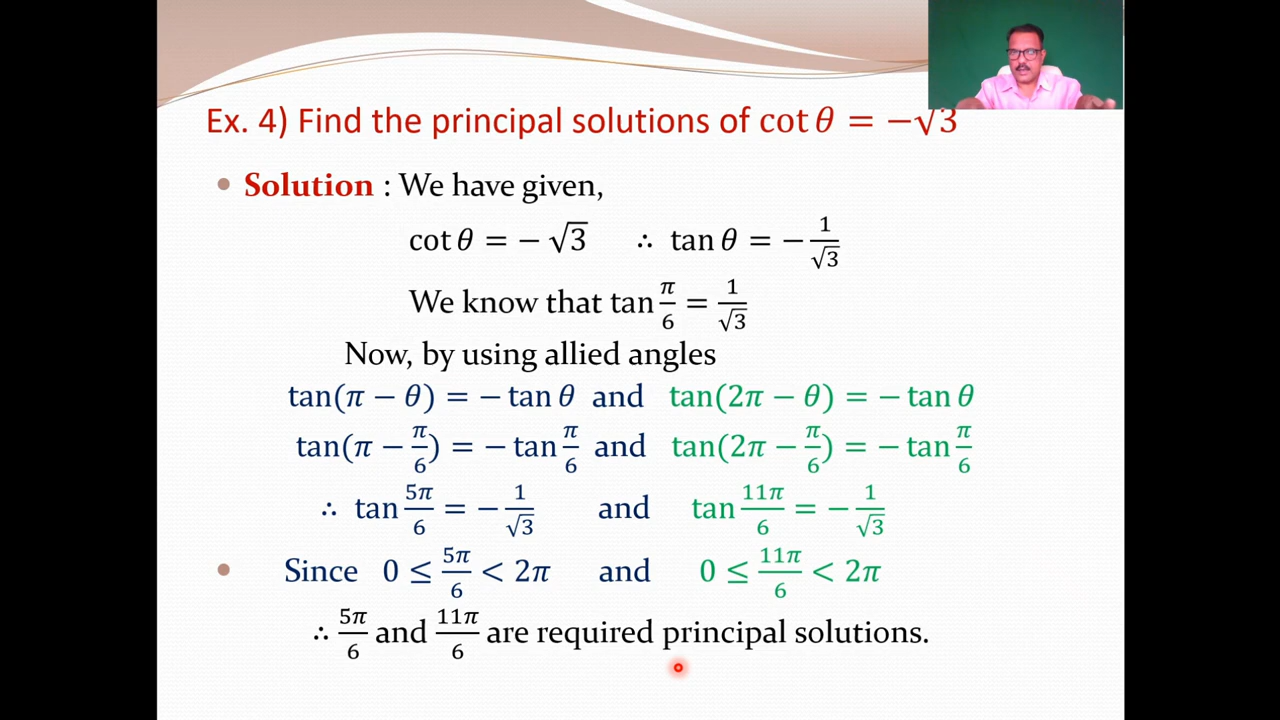 Ex. 4) Find the principal solutions of cot θ = −√3
• Solution : We have given,
cot θ = − √3 ∴ tan θ = − 1/√3
We know that tan π/6 = 1/√3
Now, by using allied angles
tan(π − θ) = − tan θ and tan(2π − θ) = − tan θ
tan(π − π/6) = − tan π/6 and tan(2π − π/6) = − tan π/6
∴ tan 5π/6 = − 1/√3 and tan 11π/6 = − 1/√3
• Since 0 ≤ 5π/6 < 2π and 0 ≤ 11π/6 < 2π
∴ 5π/6 and 11π/6 are required principal solutions.